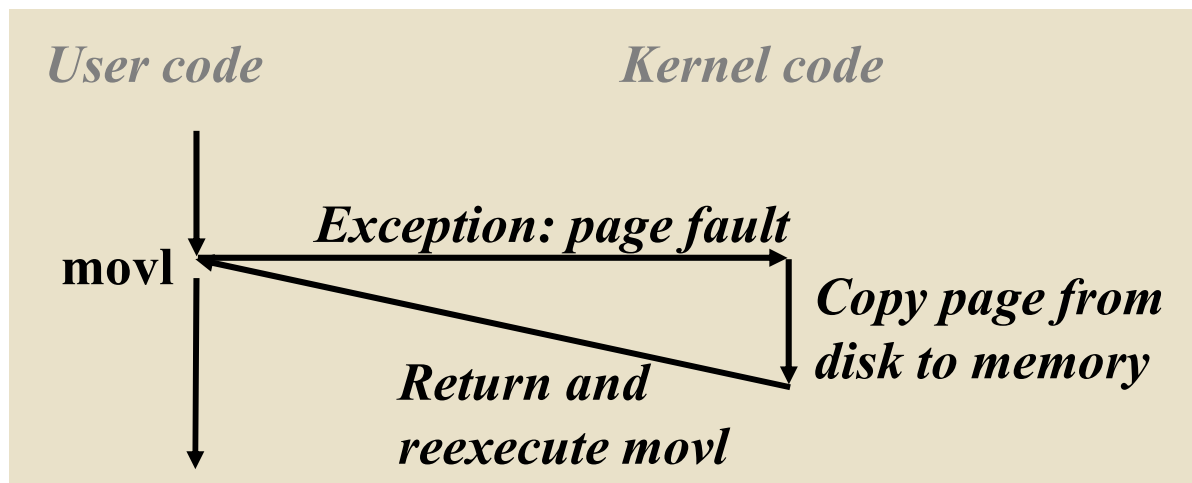 User code
Kernel code
Exception: page fault
movl
Copy page from
disk to memory
Return and
reexecute movl